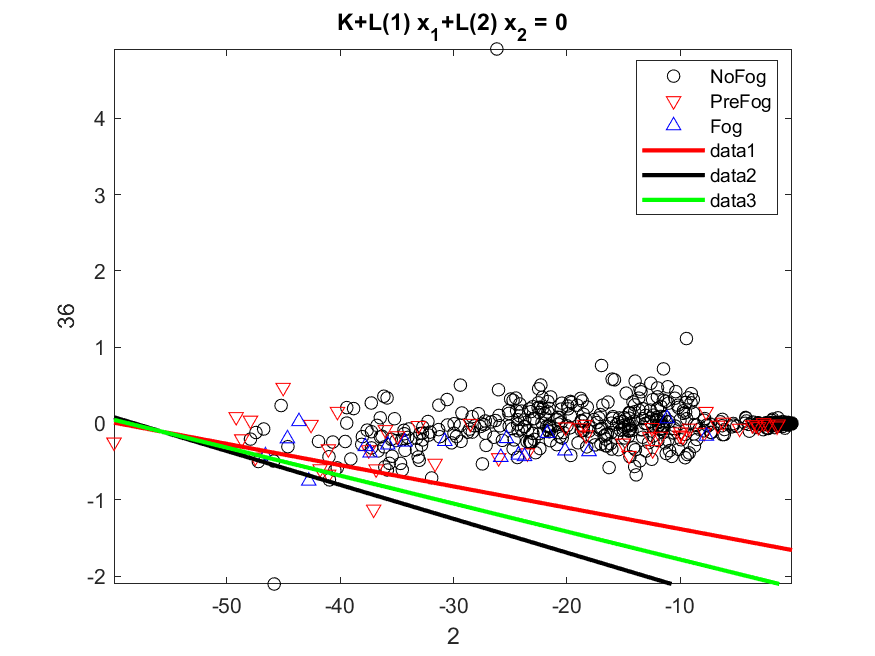 K+L(1) x1+L(2) x2 = 0
NoFog
PreFog
Fog
data1
data2
data3
4
3
2
1
0
-1
-2
36
-50
-40
-30
-20
-10
2